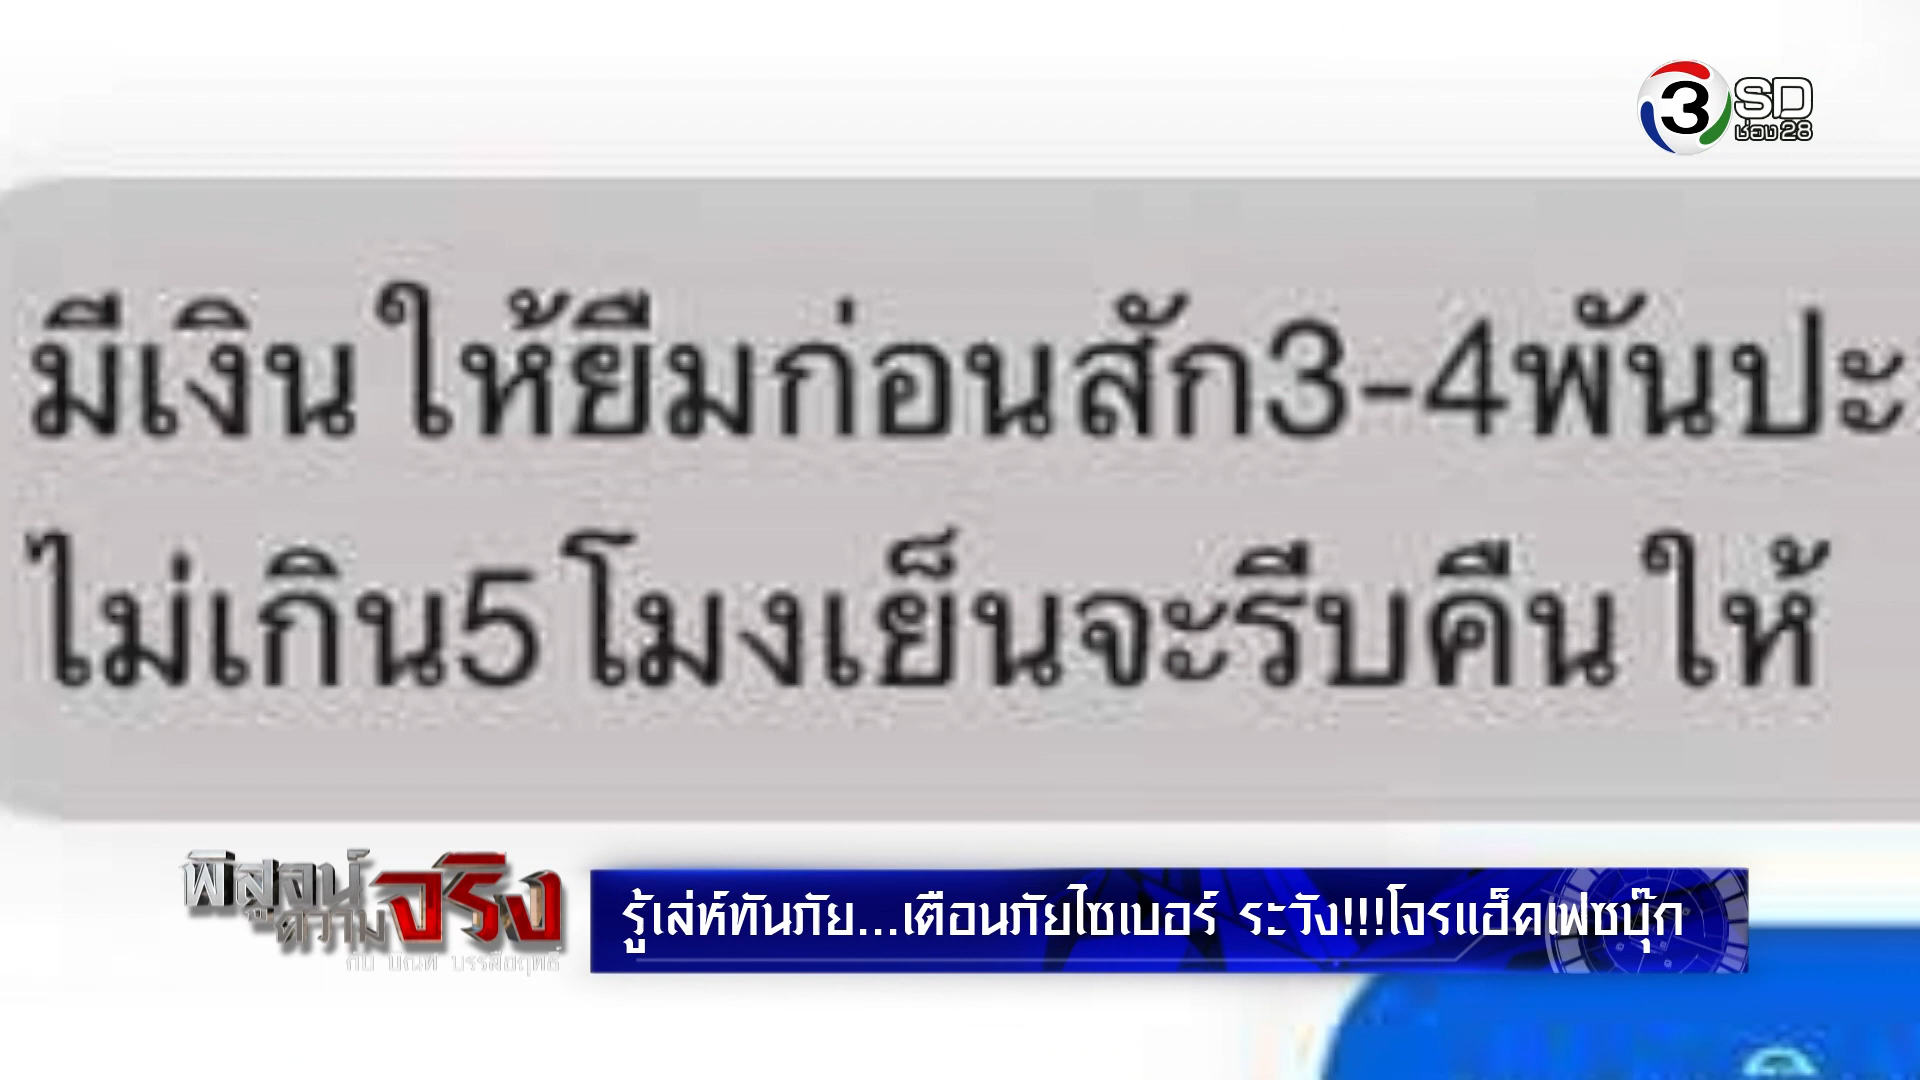 3 SD
ช่อง 28
มีเงินให้ยืมก่อนสัก3-4พันปะ
ไม่เกิน5โมงเย็นจะรีบคืนให้
พิสูจน์
ความจริง
รู้เล่ห์ทันภัย...เตือนภัยไซเบอร์ ระวัง!!!โจรแฮ็คเฟซบุ๊ก